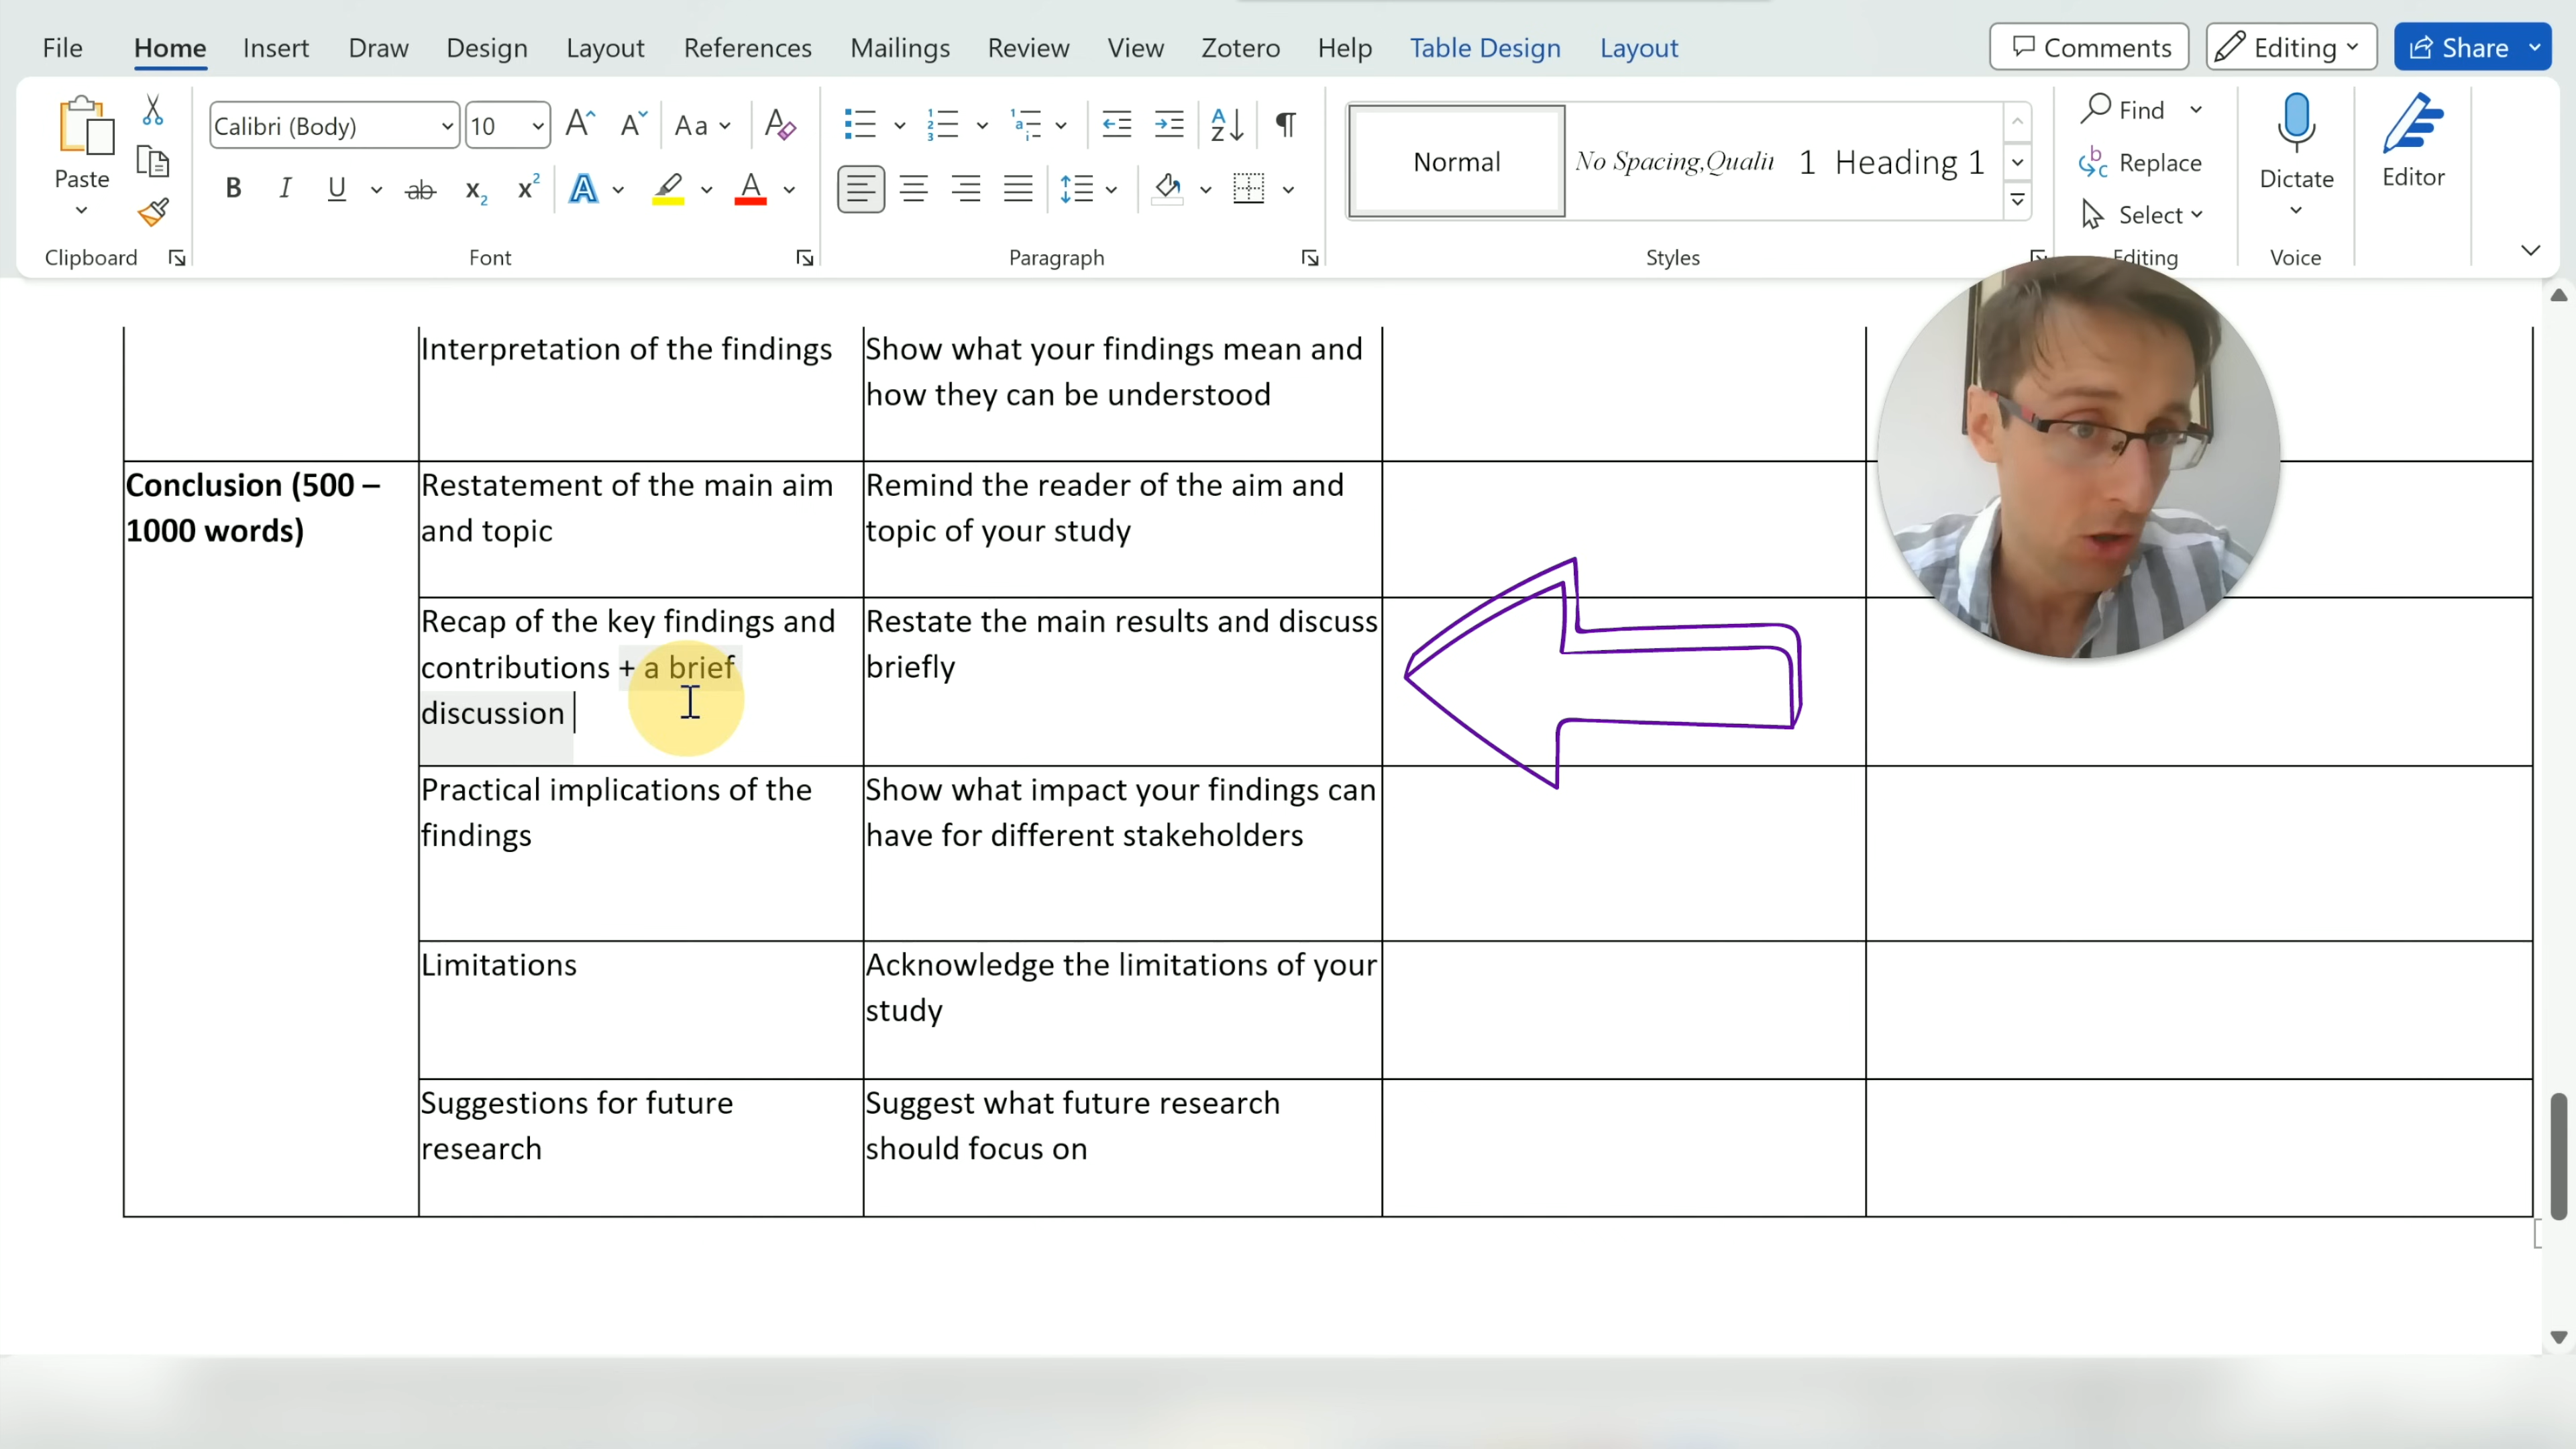 File Home Insert Draw Design Layout References Mailings Review View Zotero Help Table Design Layout Comments Editing Share
Paste
Clipboard
Calibri (Body) 10 Aa
B I U ab x₂ x² A A
Font
Paragraph
Normal No Spacing,Qualit 1 Heading 1
Styles
Find
Replace
Select
Editing
Dictate
Voice
Editor
Interpretation of the findings
Show what your findings mean and
how they can be understood
Conclusion (500 –
1000 words)
Restatement of the main aim
and topic
Remind the reader of the aim and
topic of your study
Recap of the key findings and
contributions + a brief
discussion
Restate the main results and discuss
briefly
Practical implications of the
findings
Show what impact your findings can
have for different stakeholders
Limitations
Acknowledge the limitations of your
study
Suggestions for future
research
Suggest what future research
should focus on